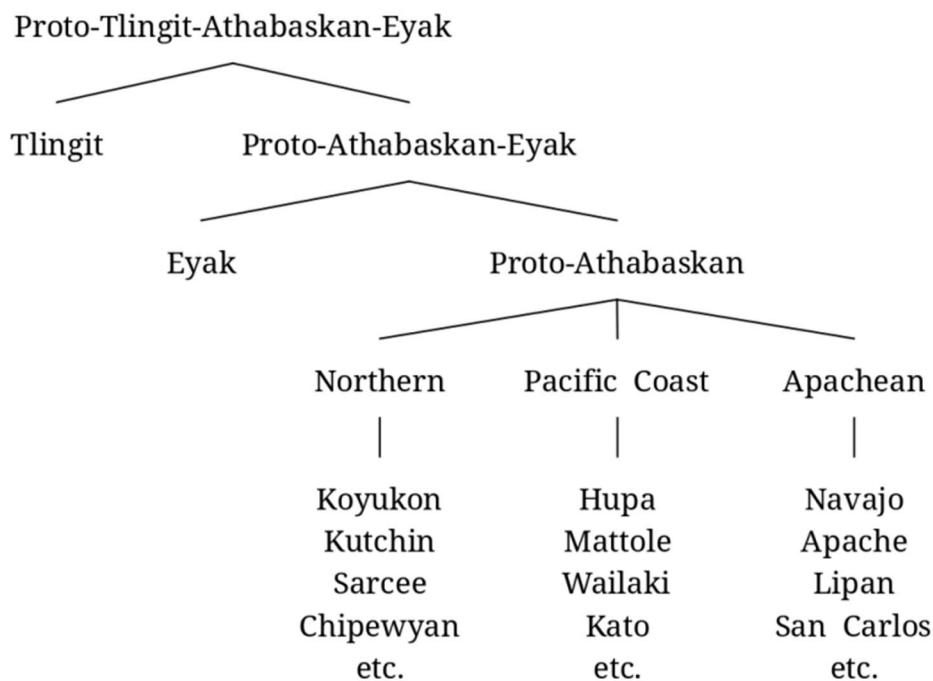 Proto-Tlingit-Athabaskan-Eyak
Tlingit Proto-Athabaskan-Eyak
Eyak Proto-Athabaskan
Northern Pacific Coast Apachean
Koyukon Hupa Navajo
Kutchin Mattole Apache
Sarcee Wailaki Lipan
Chipewyan Kato San Carlos
etc. etc. etc.